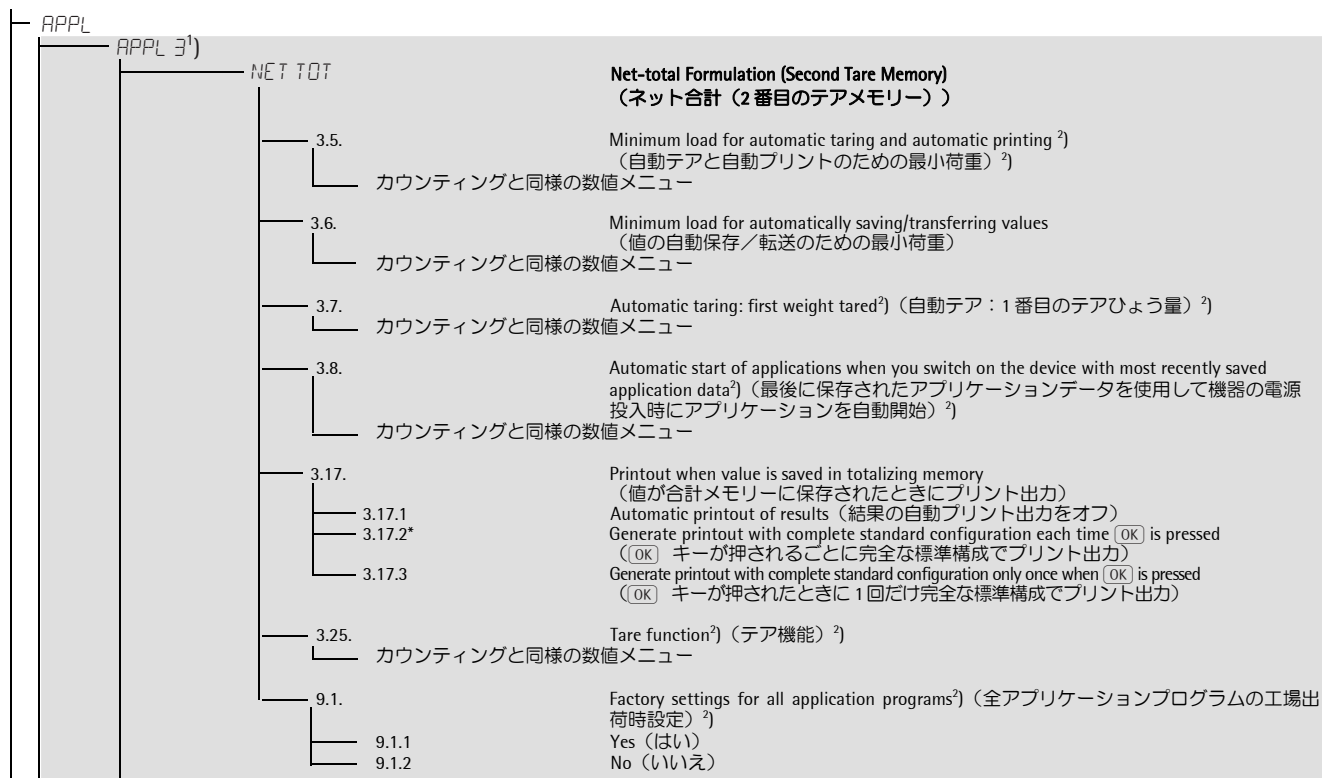 APPL
APPL 3¹)
NET TOT Net-total Formulation (Second Tare Memory)
（ネット合計（2 番目のテアメモリー））
3.5. Minimum load for automatic taring and automatic printing ²)
（自動テアと自動プリントのための最小荷重）²)
カウンティングと同様の数値メニュー
3.6. Minimum load for automatically saving/transferring values
（値の自動保存／転送のための最小荷重）
カウンティングと同様の数値メニュー
3.7. Automatic taring: first weight tared²)（自動テア：1 番目のテアひょう量）²)
カウンティングと同様の数値メニュー
3.8. Automatic start of applications when you switch on the device with most recently saved
application data²)（最後に保存されたアプリケーションデータを使用して機器の電源
投入時にアプリケーションを自動開始）²)
カウンティングと同様の数値メニュー
3.17. Printout when value is saved in totalizing memory
（値が合計メモリーに保存されたときにプリント出力）
3.17.1 Automatic printout of results（結果の自動プリント出力をオフ）
3.17.2* Generate printout with complete standard configuration each time OK is pressed
（OK キーが押されるごとに完全な標準構成でプリント出力）
3.17.3 Generate printout with complete standard configuration only once when OK is pressed
（OK キーが押されたときに 1 回だけ完全な標準構成でプリント出力）
3.25. Tare function²)（テア機能）²)
カウンティングと同様の数値メニュー
9.1. Factory settings for all application programs²)（全アプリケーションプログラムの工場出
荷時設定）²)
9.1.1 Yes（はい）
9.1.2 No（いいえ）